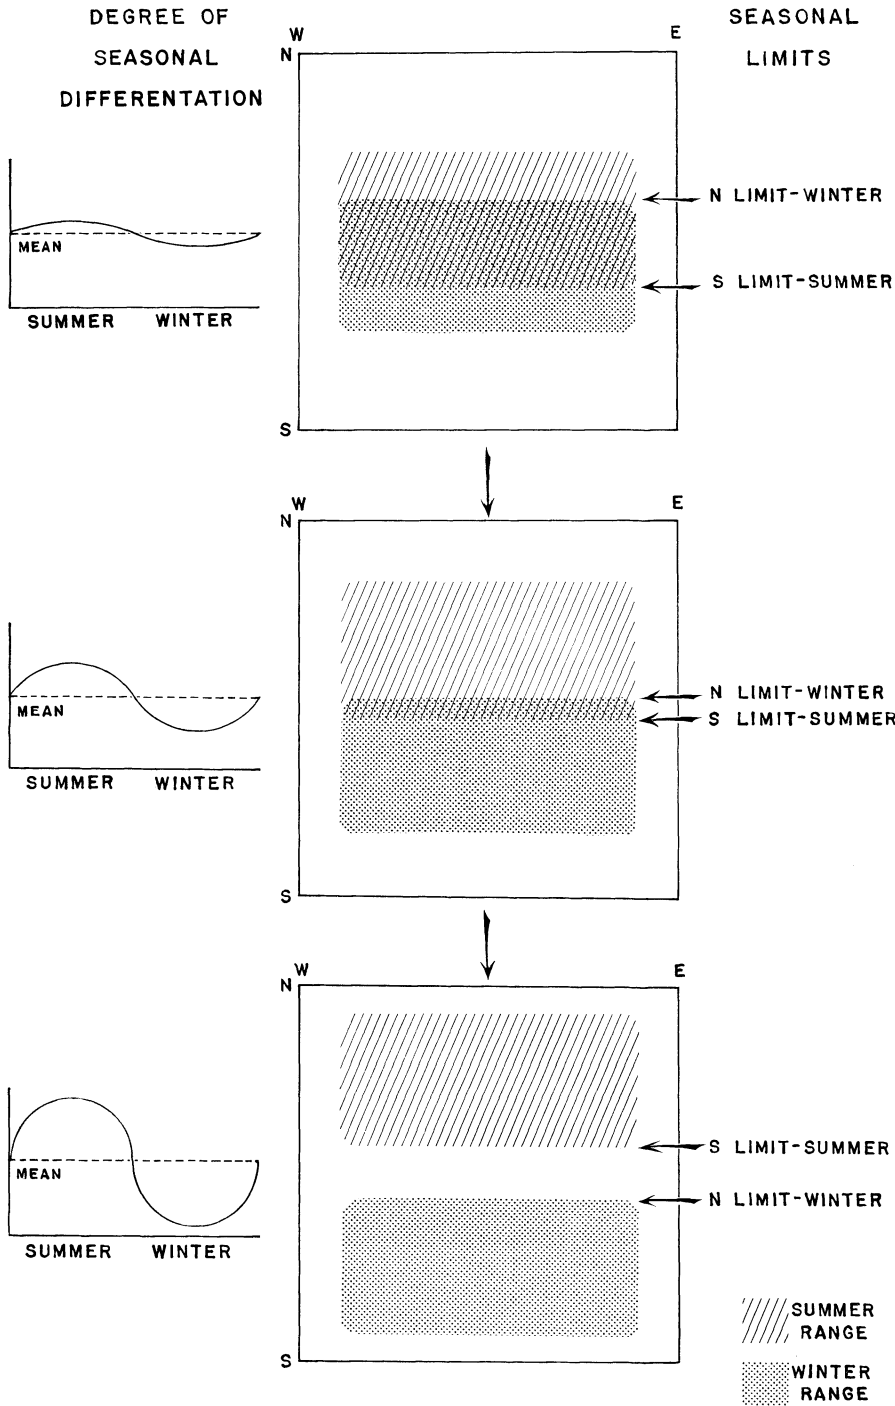 DEGREE OF
SEASONAL
DIFFERENTATION
SEASONAL
LIMITS
W
E
N
S
MEAN
SUMMER WINTER
N LIMIT-WINTER
S LIMIT-SUMMER
W
E
N
S
MEAN
SUMMER WINTER
N LIMIT-WINTER
S LIMIT-SUMMER
W
E
N
S
MEAN
SUMMER WINTER
S LIMIT-SUMMER
N LIMIT-WINTER
SUMMER
RANGE
WINTER
RANGE